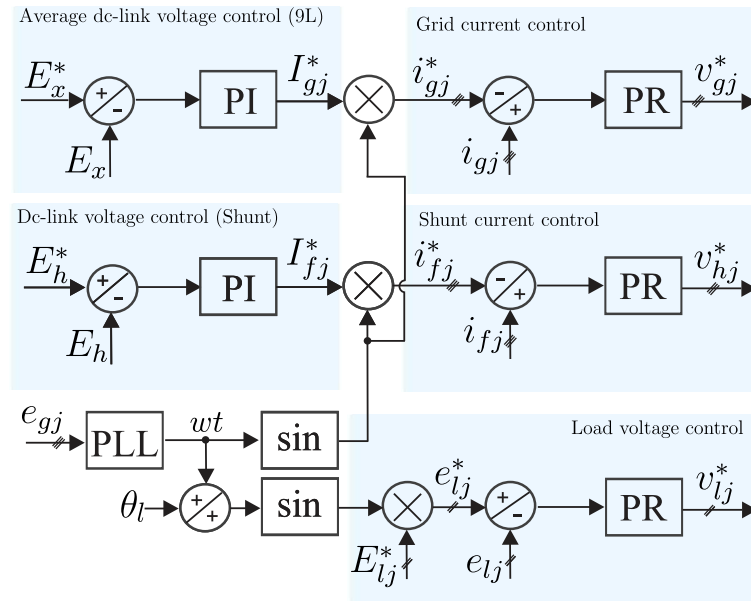 Average dc-link voltage control (9L)
Grid current control
E*x
+
-
PI
I*gj
×
i*gj
-
+
PR
v*gj
Ex
igj
Dc-link voltage control (Shunt)
Shunt current control
E*h
+
-
PI
I*fj
×
i*fj
-
+
PR
v*hj
Eh
ifj
egj
PLL
wt
sin
Load voltage control
θl
+
+
sin
×
e*lj
+
-
PR
v*lj
E*lj
elj